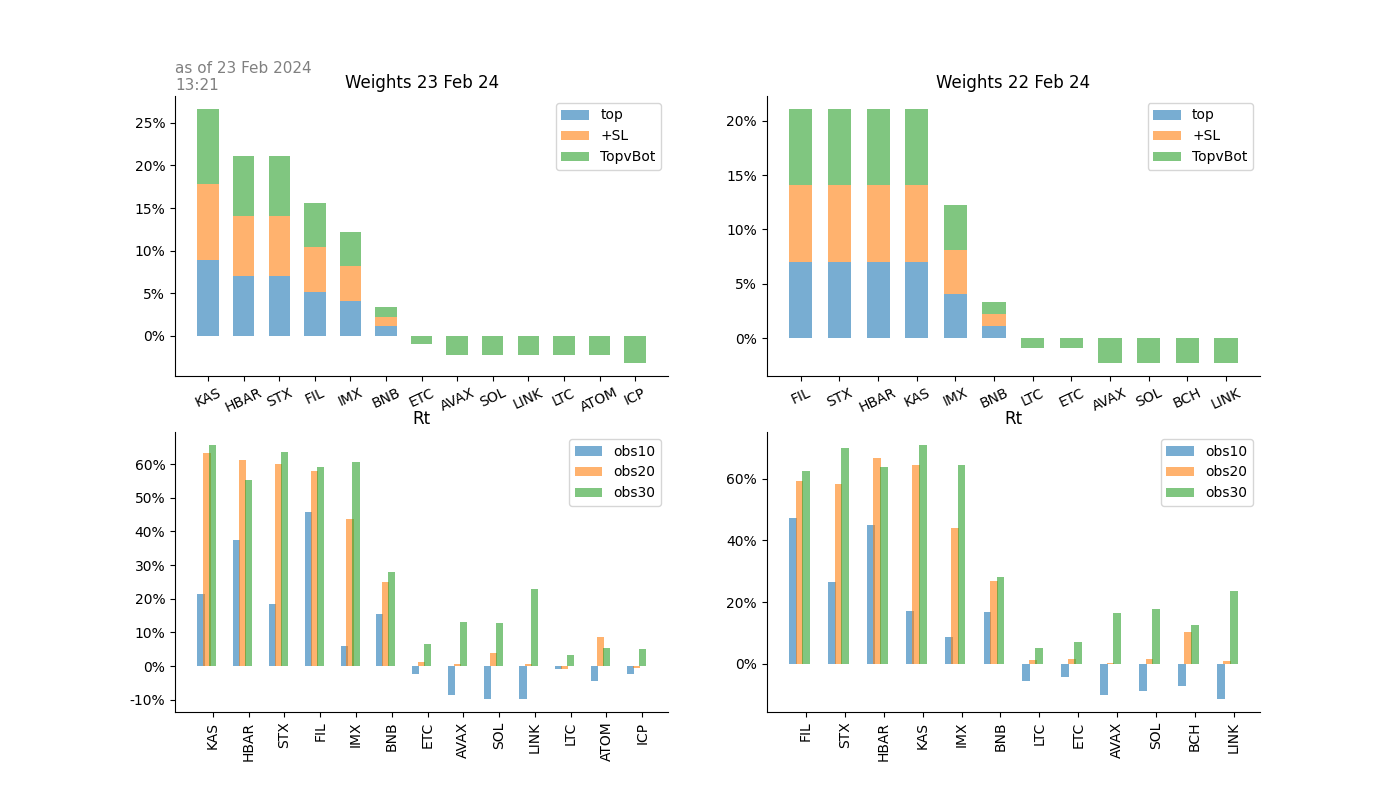 as of 23 Feb 2024
13:21
Weights 23 Feb 24
25%
20%
15%
10%
5%
0%
top
+SL
TopvBot
KAS HBAR STX FIL IMX BNB ETC AVAX SOL LINK LTC ATOM ICP
Weights 22 Feb 24
20%
15%
10%
5%
0%
top
+SL
TopvBot
FIL STX HBAR KAS IMX BNB LTC ETC AVAX SOL BCH LINK
Rt
60%
50%
40%
30%
20%
10%
0%
-10%
obs10
obs20
obs30
KAS HBAR STX FIL IMX BNB ETC AVAX SOL LINK LTC ATOM ICP
Rt
60%
40%
20%
0%
obs10
obs20
obs30
FIL STX HBAR KAS IMX BNB LTC ETC AVAX SOL BCH LINK